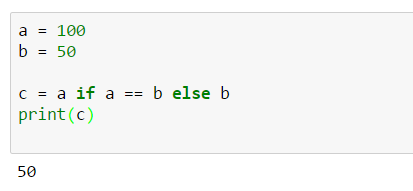 a = 100
b = 50
c = a if a == b else b
print(c)
50